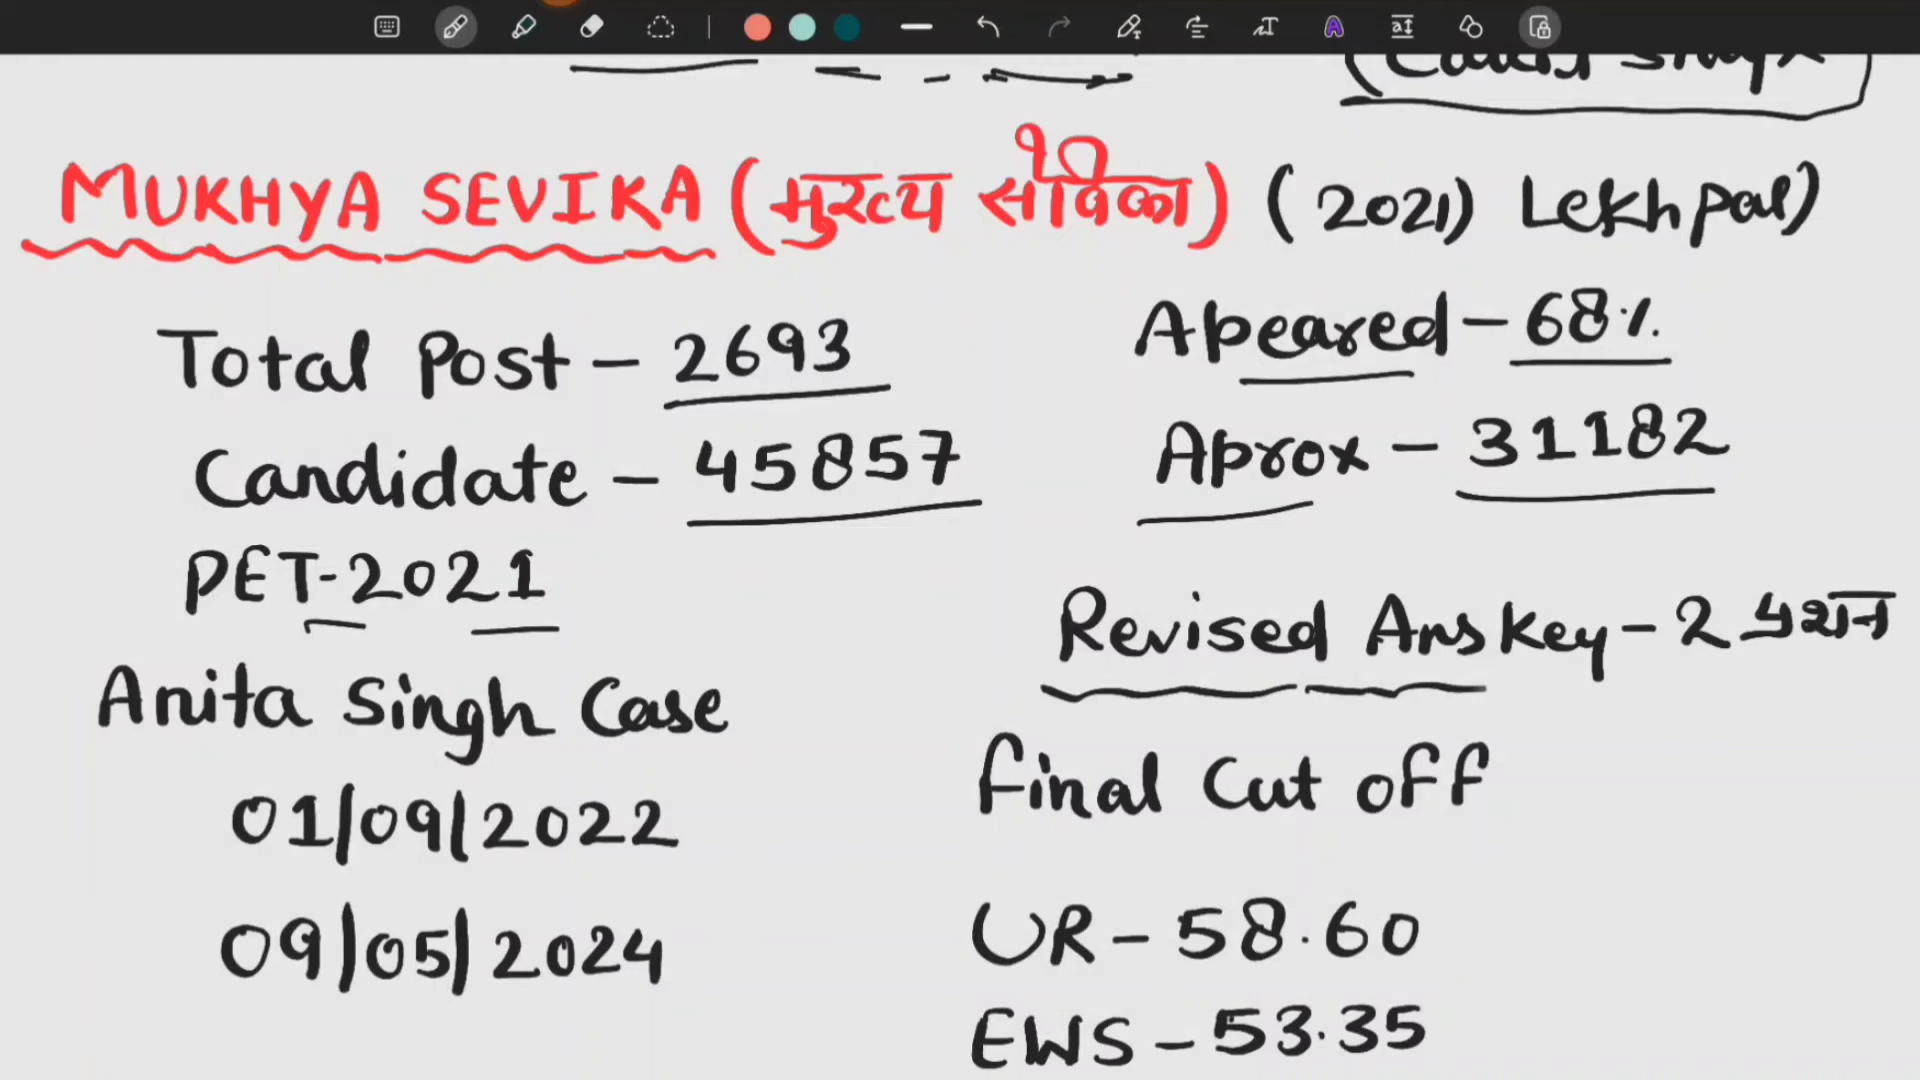 MUKHYA SEVIKA (मुख्य सेविका) (2021) Lekhpal)
Total Post - 2693
Candidate - 45857
PET-2021
Anita Singh Case
01/09/2022
09/05/2024
Apeared - 68%
Aprox - 31182
Revised Ans Key - 2 प्रश्न
Final Cut off
UR - 58.60
EWS - 53.35